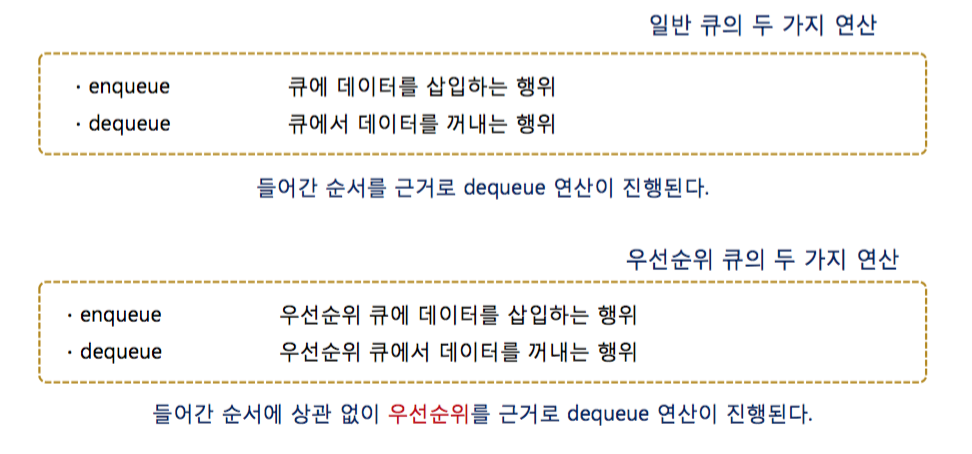 일반 큐의 두 가지 연산
· enqueue 큐에 데이터를 삽입하는 행위
· dequeue 큐에서 데이터를 꺼내는 행위
들어간 순서를 근거로 dequeue 연산이 진행된다.
우선순위 큐의 두 가지 연산
· enqueue 우선순위 큐에 데이터를 삽입하는 행위
· dequeue 우선순위 큐에서 데이터를 꺼내는 행위
들어간 순서에 상관 없이 우선순위를 근거로 dequeue 연산이 진행된다.